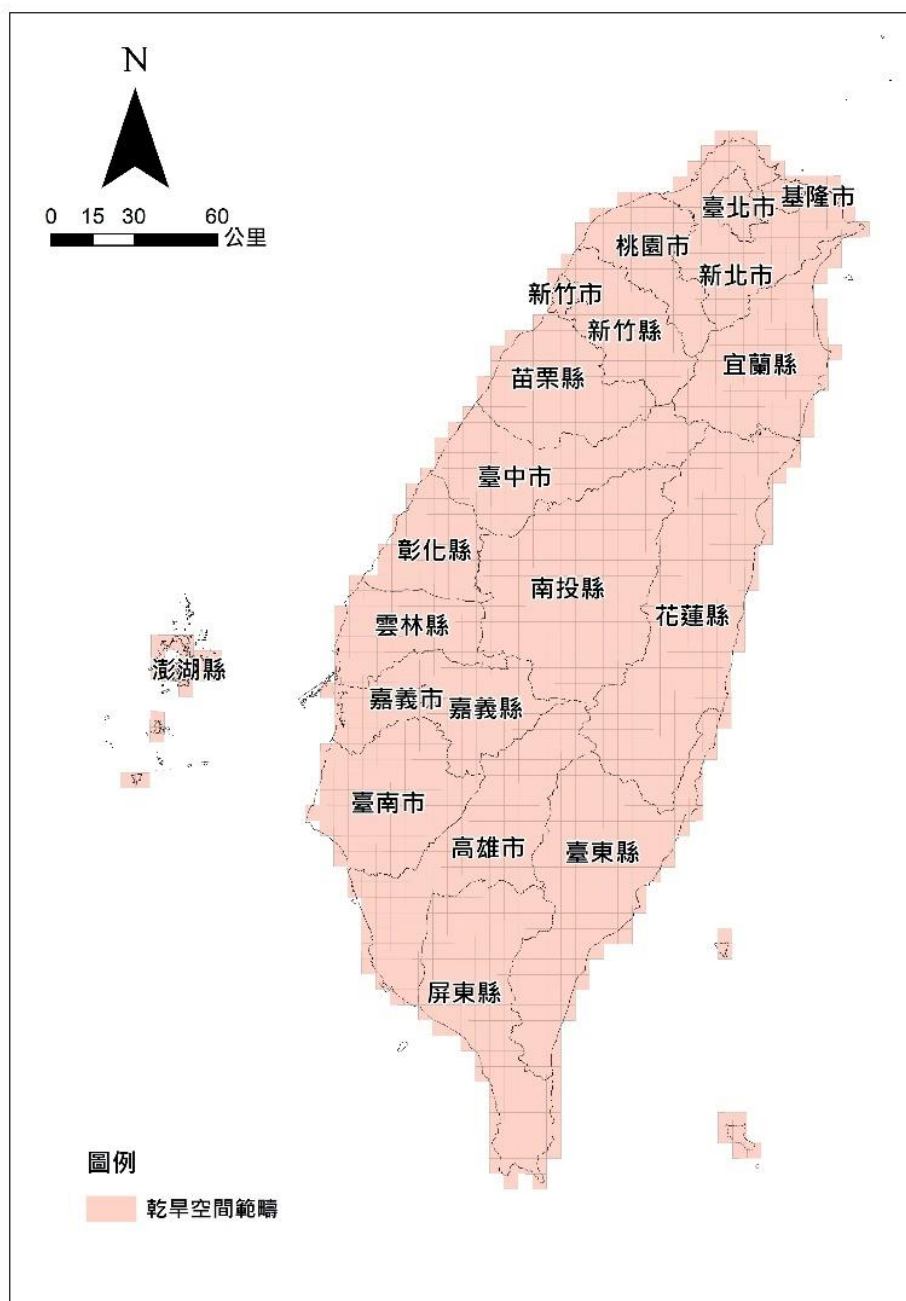 N
0 15 30 60
公里
基隆市
臺北市
桃園市
新北市
新竹市
新竹縣
宜蘭縣
苗栗縣
臺中市
彰化縣
南投縣
花蓮縣
雲林縣
澎湖縣
嘉義市
嘉義縣
臺南市
高雄市
臺東縣
屏東縣
圖例
乾旱空間範疇